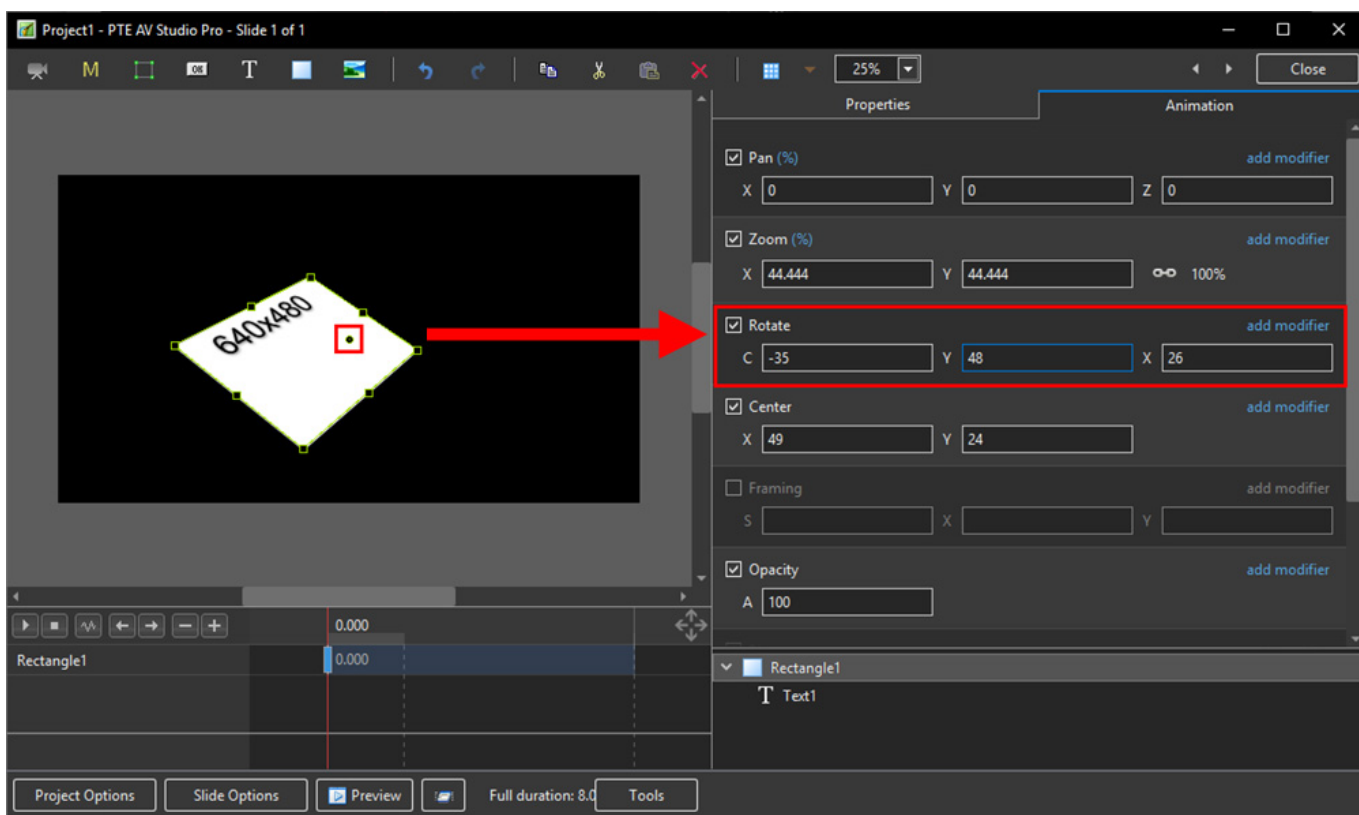 Project1 - PTE AV Studio Pro - Slide 1 of 1
M OK T 25% Close
Properties Animation
Pan (%) add modifier
X 0 Y 0 Z 0
Zoom (%) add modifier
X 44.444 Y 44.444 100%
640x480
Rotate add modifier
C -35 Y 48 X 26
Center add modifier
X 49 Y 24
Framing add modifier
S X Y
Opacity add modifier
A 100
0.000
Rectangle1 0.000
Rectangle1
T Text1
Project Options Slide Options Preview Full duration: 8.0 Tools